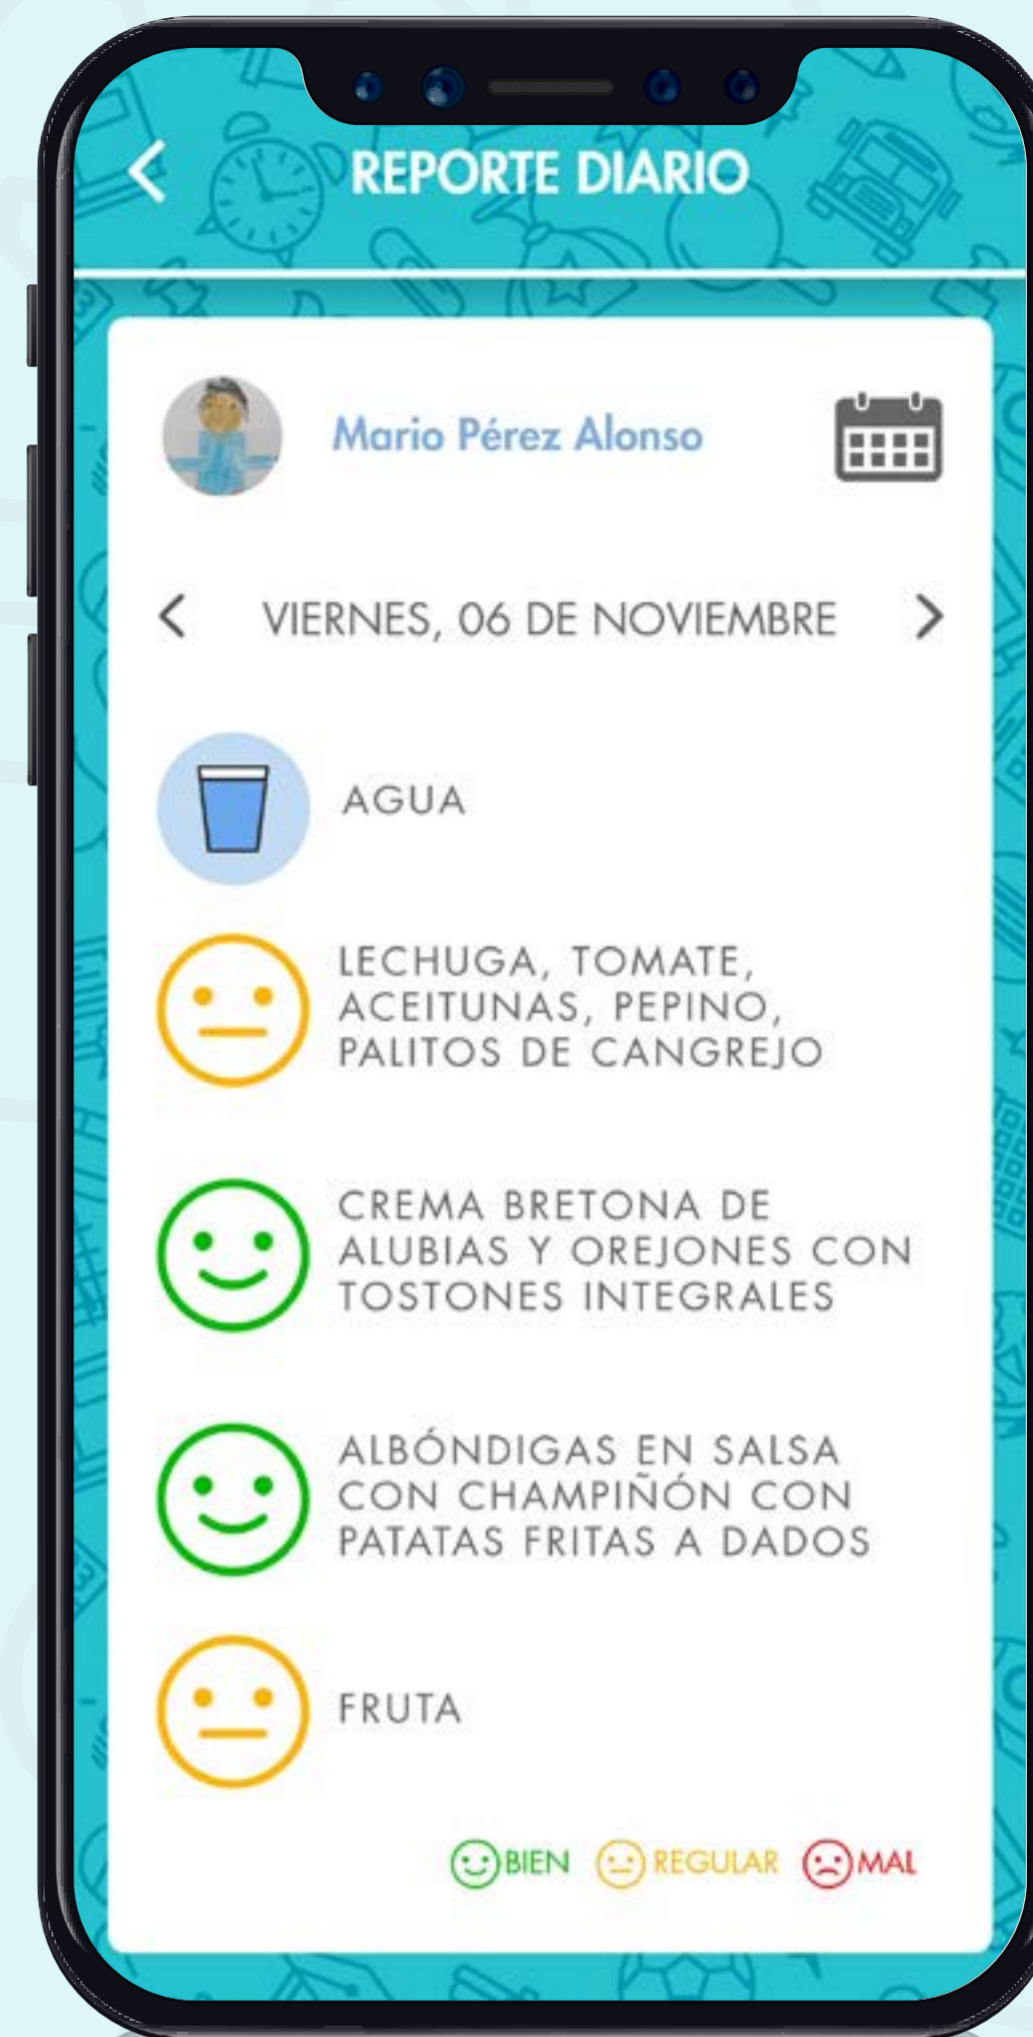 REPORTE DIARIO
Mario Pérez Alonso
VIERNES, 06 DE NOVIEMBRE
AGUA
LECHUGA, TOMATE,
ACEITUNAS, PEPINO,
PALITOS DE CANGREJO
CREMA BRETONA DE
ALUBIAS Y OREJONES CON
TOSTONES INTEGRALES
ALBÓNDIGAS EN SALSA
CON CHAMPIÑÓN CON
PATATAS FRITAS A DADOS
FRUTA
BIEN REGULAR MAL